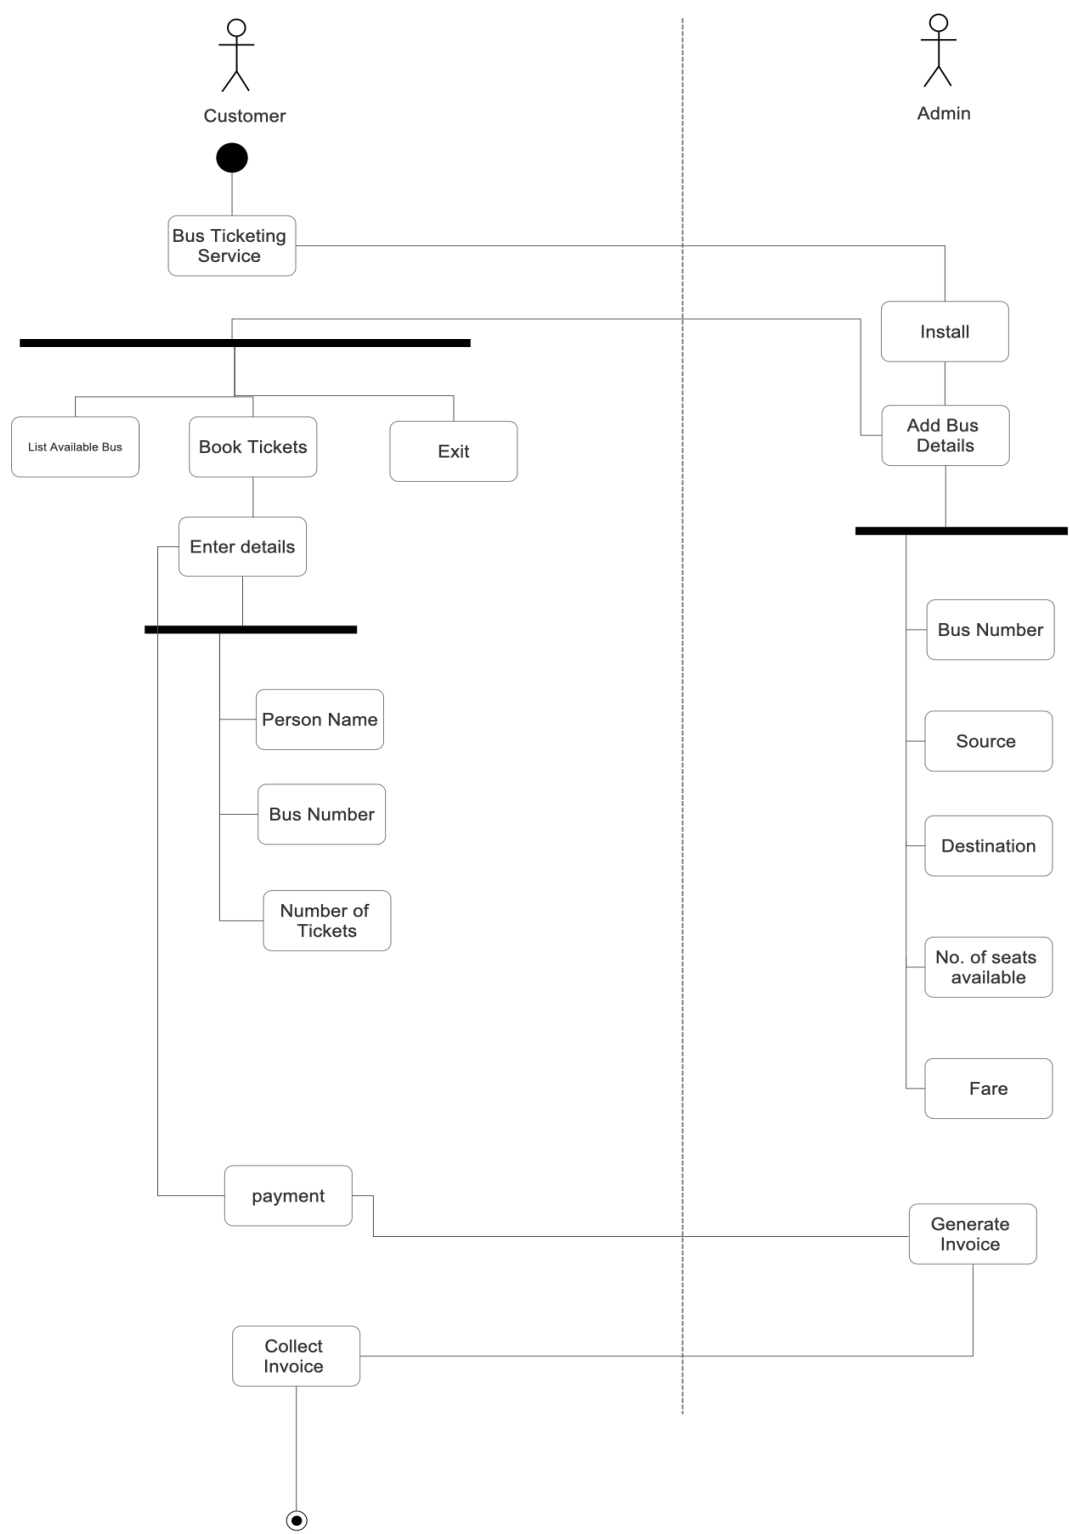 Customer
Admin
Bus Ticketing
Service
Install
Add Bus
Details
List Available Bus
Book Tickets
Exit
Enter details
Bus Number
Person Name
Source
Bus Number
Destination
Number of
Tickets
No. of seats
available
Fare
payment
Generate
Invoice
Collect
Invoice